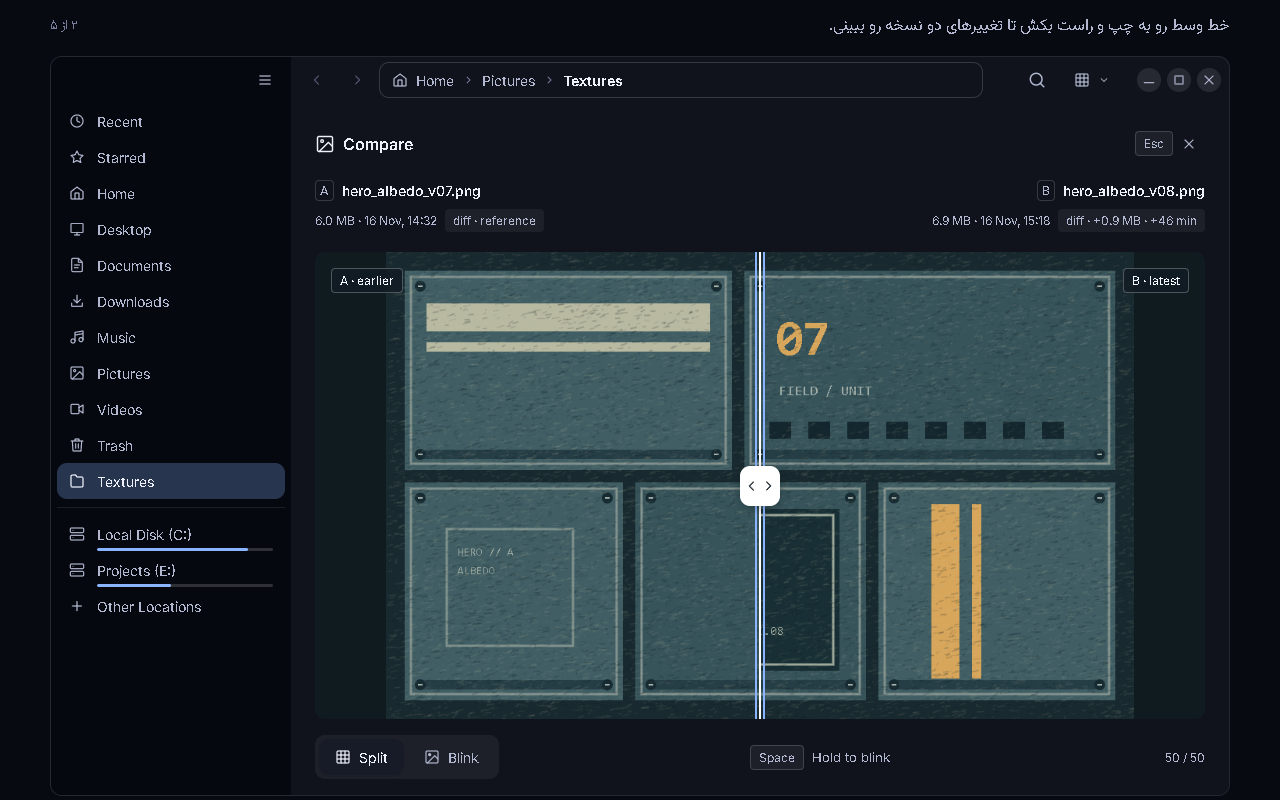 خط وسط رو به چپ و راست بکش تا تغییرهای دو نسخه رو ببینی.
۲ از ۵
Home
Pictures
Textures
Recent
Starred
Home
Desktop
Documents
Downloads
Music
Pictures
Videos
Trash
Textures
Local Disk (C:)
Projects (E:)
Other Locations
Compare
Esc
A hero_albedo_v07.png
6.0 MB · 16 Nov, 14:32 diff · reference
B hero_albedo_v08.png
6.9 MB · 16 Nov, 15:18 diff · +0.9 MB · +46 min
A · earlier
B · latest
07
FIELD / UNIT
HERO // A
ALBEDO
.08
Split
Blink
Space Hold to blink
50 / 50